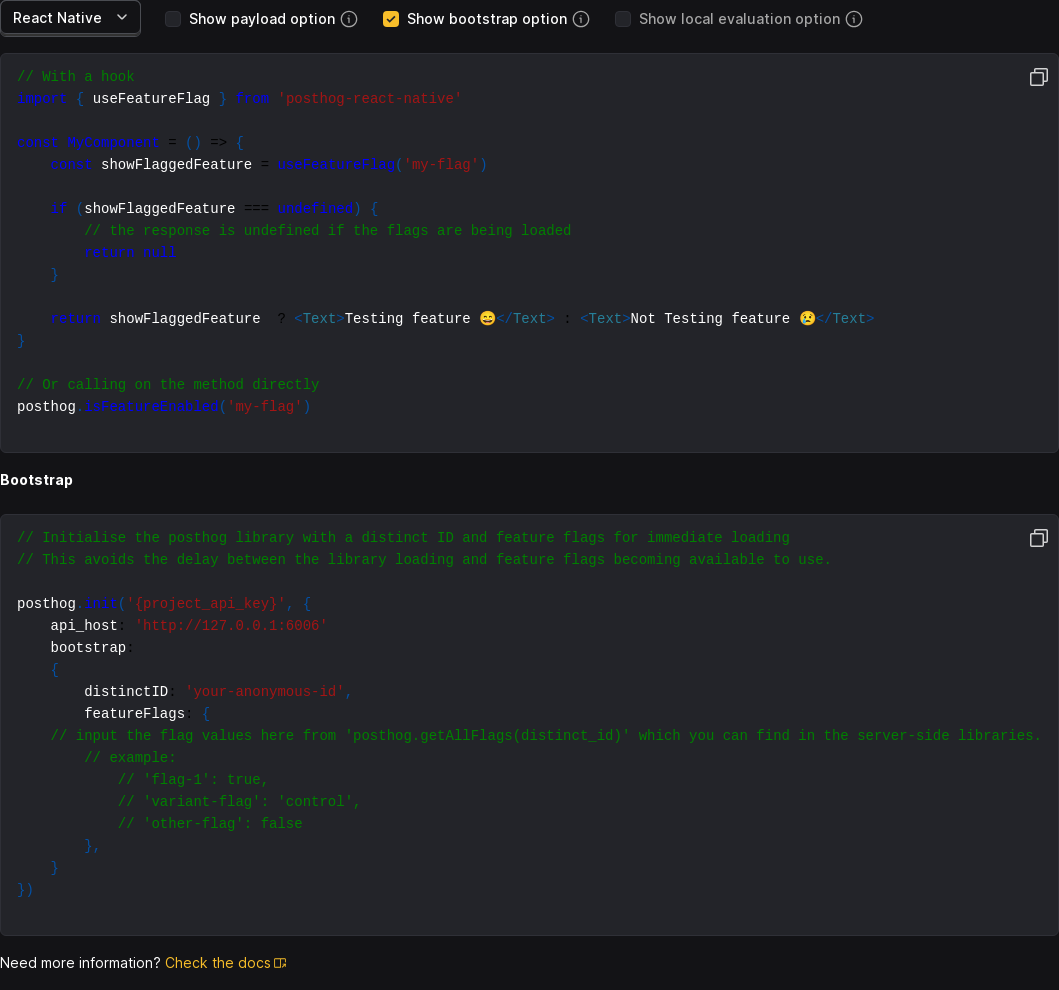 React Native
Show payload option
Show bootstrap option
Show local evaluation option
// With a hook
import { useFeatureFlag } from 'posthog-react-native'
const MyComponent = () => {
    const showFlaggedFeature = useFeatureFlag('my-flag')
    if (showFlaggedFeature === undefined) {
        // the response is undefined if the flags are being loaded
        return null
    }
    return showFlaggedFeature  ? <Text>Testing feature 😄</Text> : <Text>Not Testing feature 😢</Text>
}
// Or calling on the method directly
posthog.isFeatureEnabled('my-flag')
Bootstrap
// Initialise the posthog library with a distinct ID and feature flags for immediate loading
// This avoids the delay between the library loading and feature flags becoming available to use.
posthog.init('{project_api_key}', {
    api_host: 'http://127.0.0.1:6006'
    bootstrap:
    {
        distinctID: 'your-anonymous-id',
        featureFlags: {
    // input the flag values here from 'posthog.getAllFlags(distinct_id)' which you can find in the server-side libraries.
        // example:
            // 'flag-1': true,
            // 'variant-flag': 'control',
            // 'other-flag': false
        },
    }
})
Need more information? Check the docs